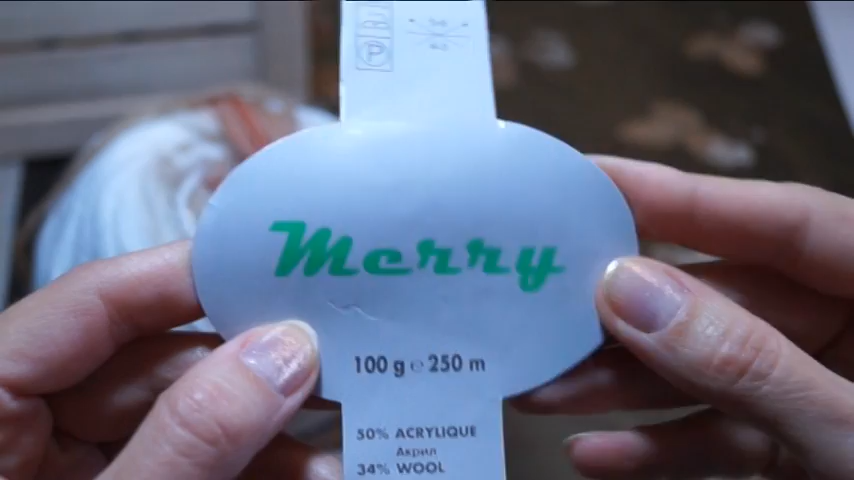 P
Merry
100 g e 250 m
50% ACRYLIQUE
Акрил
34% WOOL